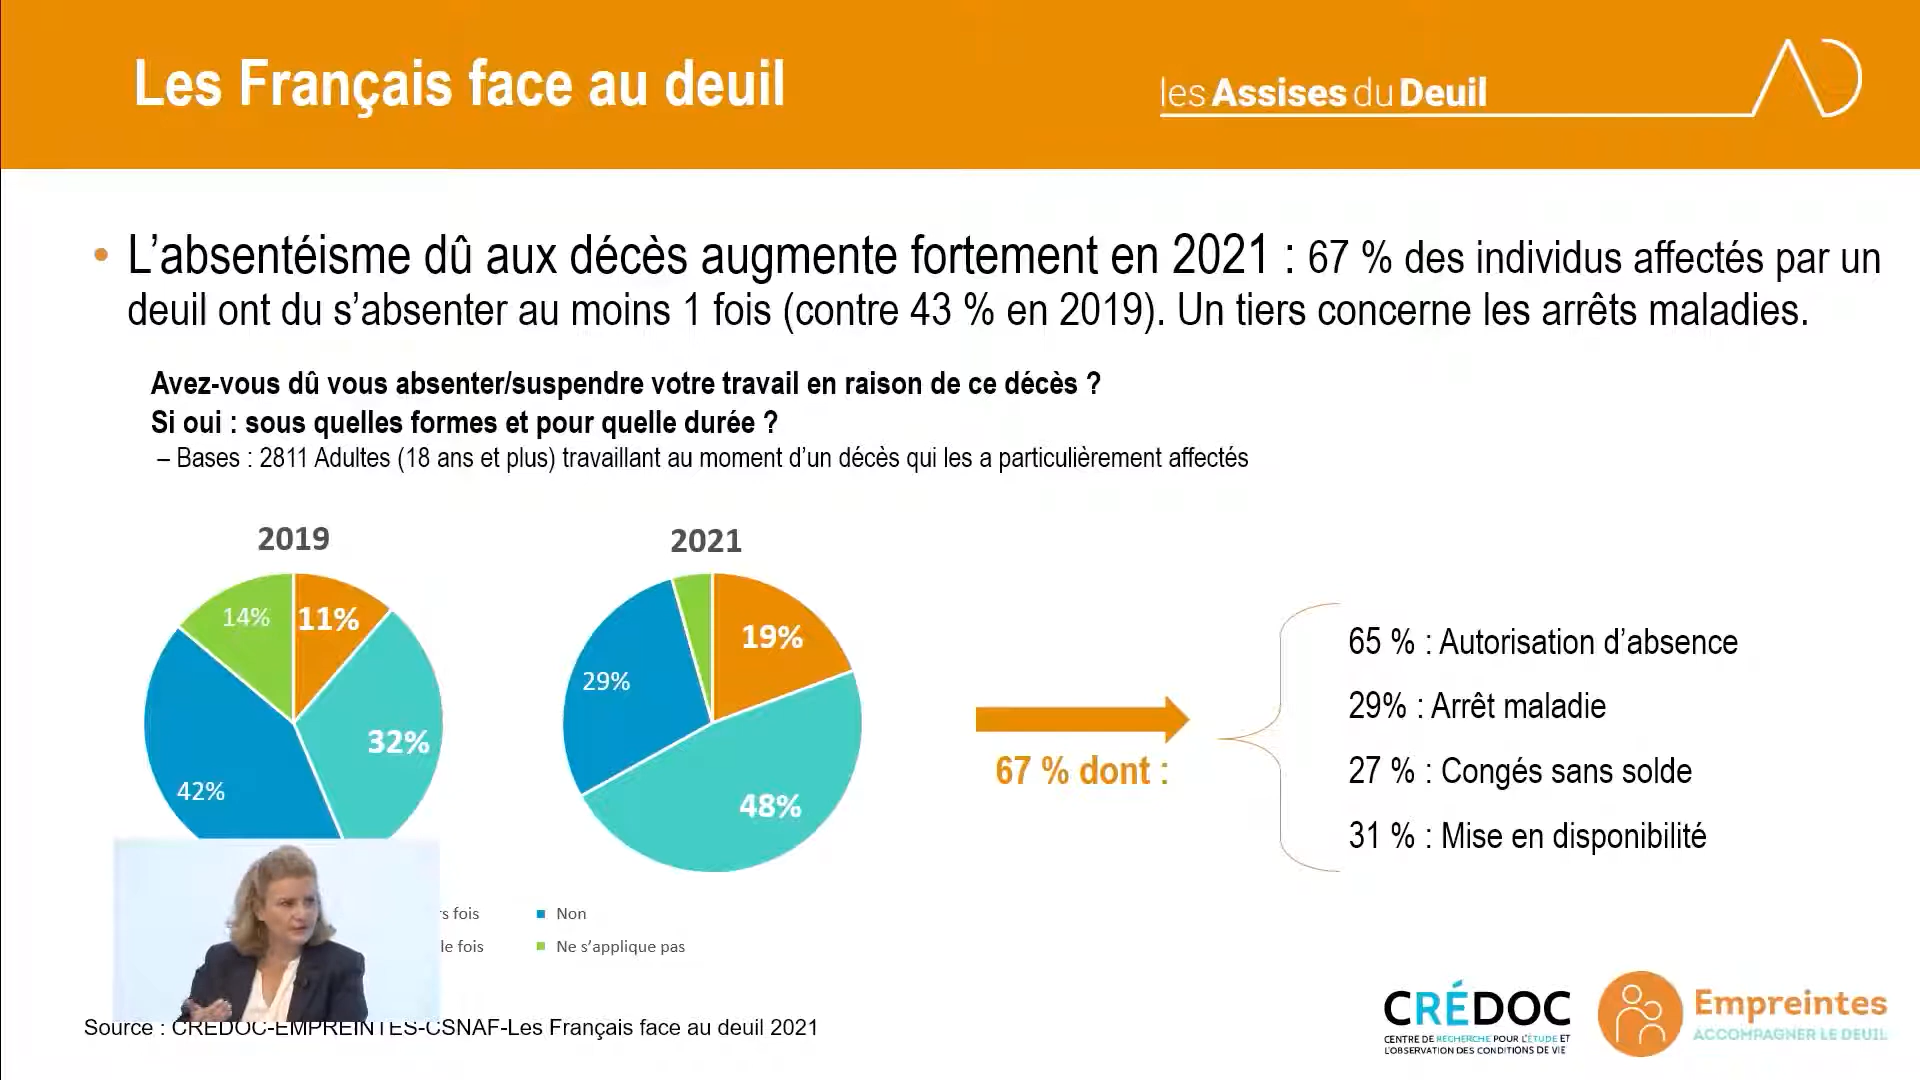 Les Français face au deuil
les Assises du Deuil
• L’absentéisme dû aux décès augmente fortement en 2021 : 67 % des individus affectés par un
deuil ont du s’absenter au moins 1 fois (contre 43 % en 2019). Un tiers concerne les arrêts maladies.
Avez-vous dû vous absenter/suspendre votre travail en raison de ce décès ?
Si oui : sous quelles formes et pour quelle durée ?
– Bases : 2811 Adultes (18 ans et plus) travaillant au moment d’un décès qui les a particulièrement affectés
2019
14%
11%
32%
42%
2021
19%
29%
48%
67 % dont :
65 % : Autorisation d’absence
29% : Arrêt maladie
27 % : Congés sans solde
31 % : Mise en disponibilité
fois
Non
fois
Ne s’applique pas
Source : CREDOC-EMPREINTES-CSNAF-Les Français face au deuil 2021
CRÉDOC
CENTRE DE RECHERCHE POUR L'ÉTUDE ET
L'OBSERVATION DES CONDITIONS DE VIE
Empreintes
ACCOMPAGNER LE DEUIL